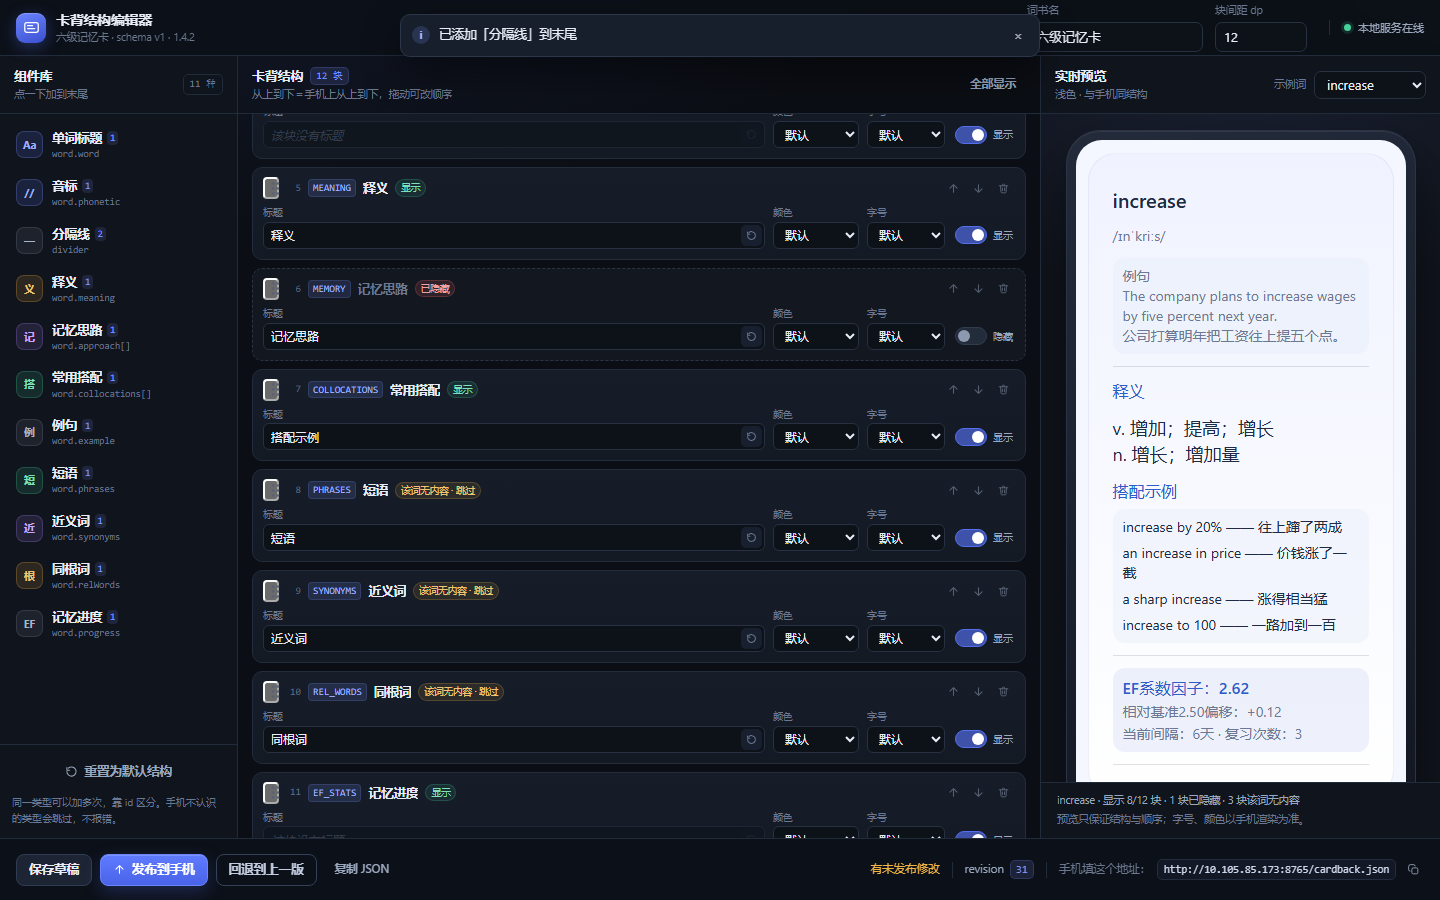 卡背结构编辑器
六级记忆卡 · schema v1 · 1.4.2
i 已添加「分隔线」到末尾 ×
词书名
六级记忆卡
块间距 dp
12
本地服务在线
组件库
点一下加到末尾
11 种
Aa 单词标题 1
word.word
// 音标 1
word.phonetic
— 分隔线 2
divider
义 释义 1
word.meaning
记 记忆思路 1
word.approach[]
搭 常用搭配 1
word.collocations[]
例 例句 1
word.example
短 短语 1
word.phrases
近 近义词 1
word.synonyms
根 同根词 1
word.relWords
EF 记忆进度 1
word.progress
重置为默认结构
同一类型可以加多次，靠 id 区分。手机不认识
的类型会跳过，不报错。
卡背结构 12 块
从上到下＝手机上从上到下，拖动可改顺序
全部显示
该块没有标题 默认 默认 显示
5 MEANING 释义 显示
标题 颜色 字号
释义 默认 默认 显示
6 MEMORY 记忆思路 已隐藏
标题 颜色 字号
记忆思路 默认 默认 隐藏
7 COLLOCATIONS 常用搭配 显示
标题 颜色 字号
搭配示例 默认 默认 显示
8 PHRASES 短语 该词无内容 · 跳过
标题 颜色 字号
短语 默认 默认 显示
9 SYNONYMS 近义词 该词无内容 · 跳过
标题 颜色 字号
近义词 默认 默认 显示
10 REL_WORDS 同根词 该词无内容 · 跳过
标题 颜色 字号
同根词 默认 默认 显示
11 EF_STATS 记忆进度 显示
标题 颜色 字号
实时预览
浅色 · 与手机同结构
示例词 increase
increase
/ɪnˈkriːs/
例句
The company plans to increase wages
by five percent next year.
公司打算明年把工资往上提五个点。
释义
v. 增加；提高；增长
n. 增长；增加量
搭配示例
increase by 20% —— 往上蹿了两成
an increase in price —— 价钱涨了一
截
a sharp increase —— 涨得相当猛
increase to 100 —— 一路加到一百
EF系数因子：2.62
相对基准2.50偏移：+0.12
当前间隔：6天 · 复习次数：3
increase · 显示 8/12 块 · 1 块已隐藏 · 3 块该词无内容
预览只保证结构与顺序；字号、颜色以手机渲染为准。
保存草稿
↑ 发布到手机
回退到上一版
复制 JSON
有未发布修改
revision 31
手机填这个地址：
http://10.105.85.173:8765/cardback.json